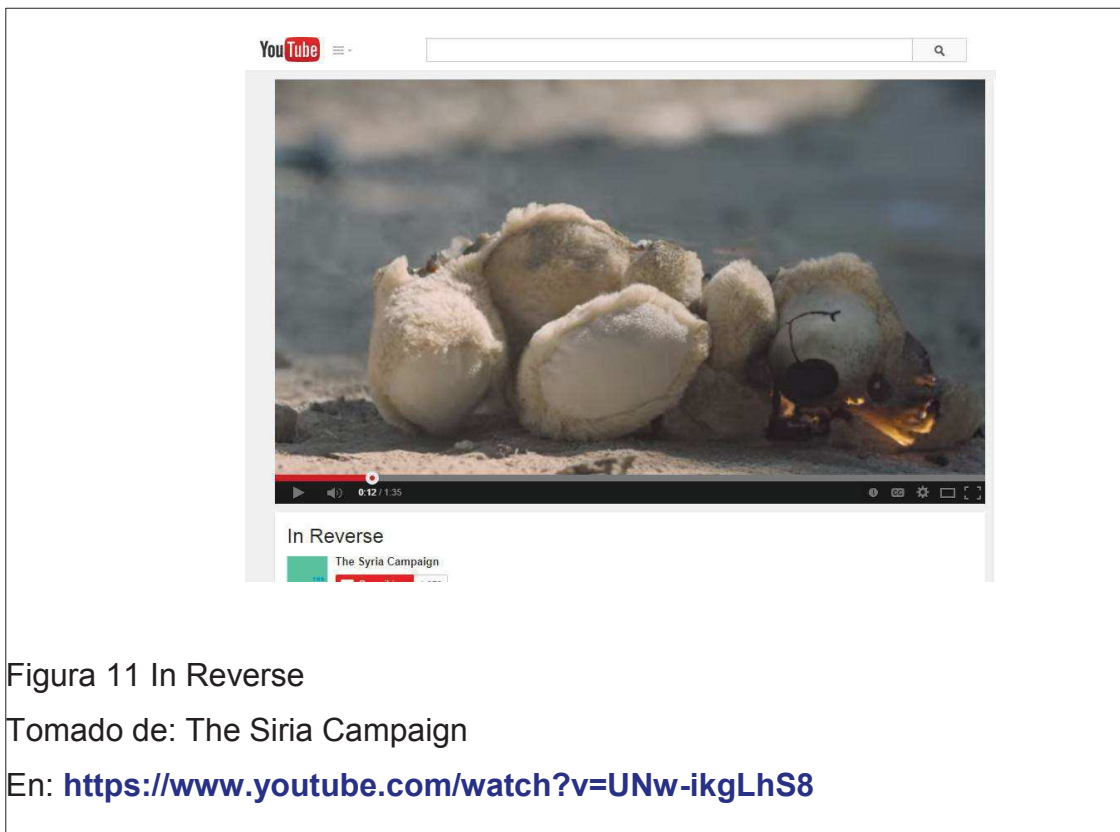 YouTube
0:12 / 1:35
CC
In Reverse
The Syria Campaign
Figura 11 In Reverse
Tomado de: The Siria Campaign
En: https://www.youtube.com/watch?v=UNw-ikgLhS8